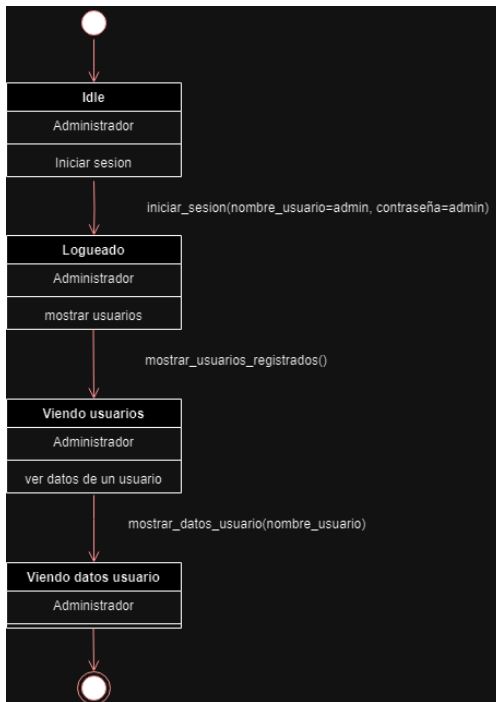 Idle
Administrador
Iniciar sesion
iniciar_sesion(nombre_usuario=admin, contraseña=admin)
Logueado
Administrador
mostrar usuarios
mostrar_usuarios_registrados()
Viendo usuarios
Administrador
ver datos de un usuario
mostrar_datos_usuario(nombre_usuario)
Viendo datos usuario
Administrador